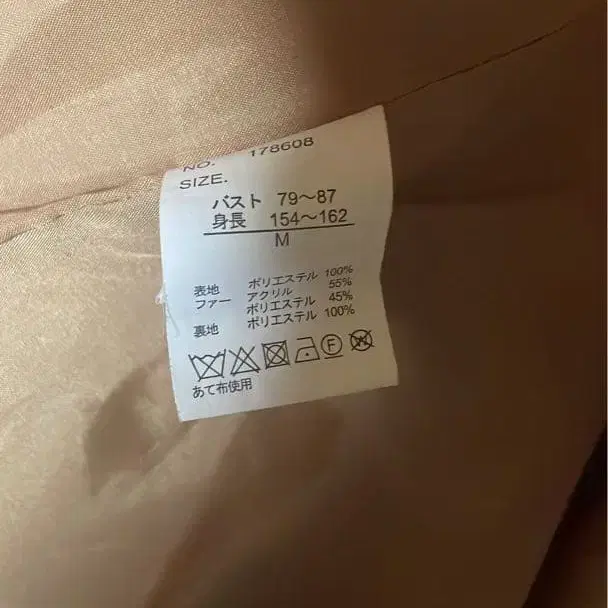 NO. 178608
SIZE.
バスト 79〜87
身長 154〜162
M
表地 ポリエステル 100%
ファー アクリル 55%
ポリエステル 45%
裏地 ポリエステル 100%
F W
あて布使用